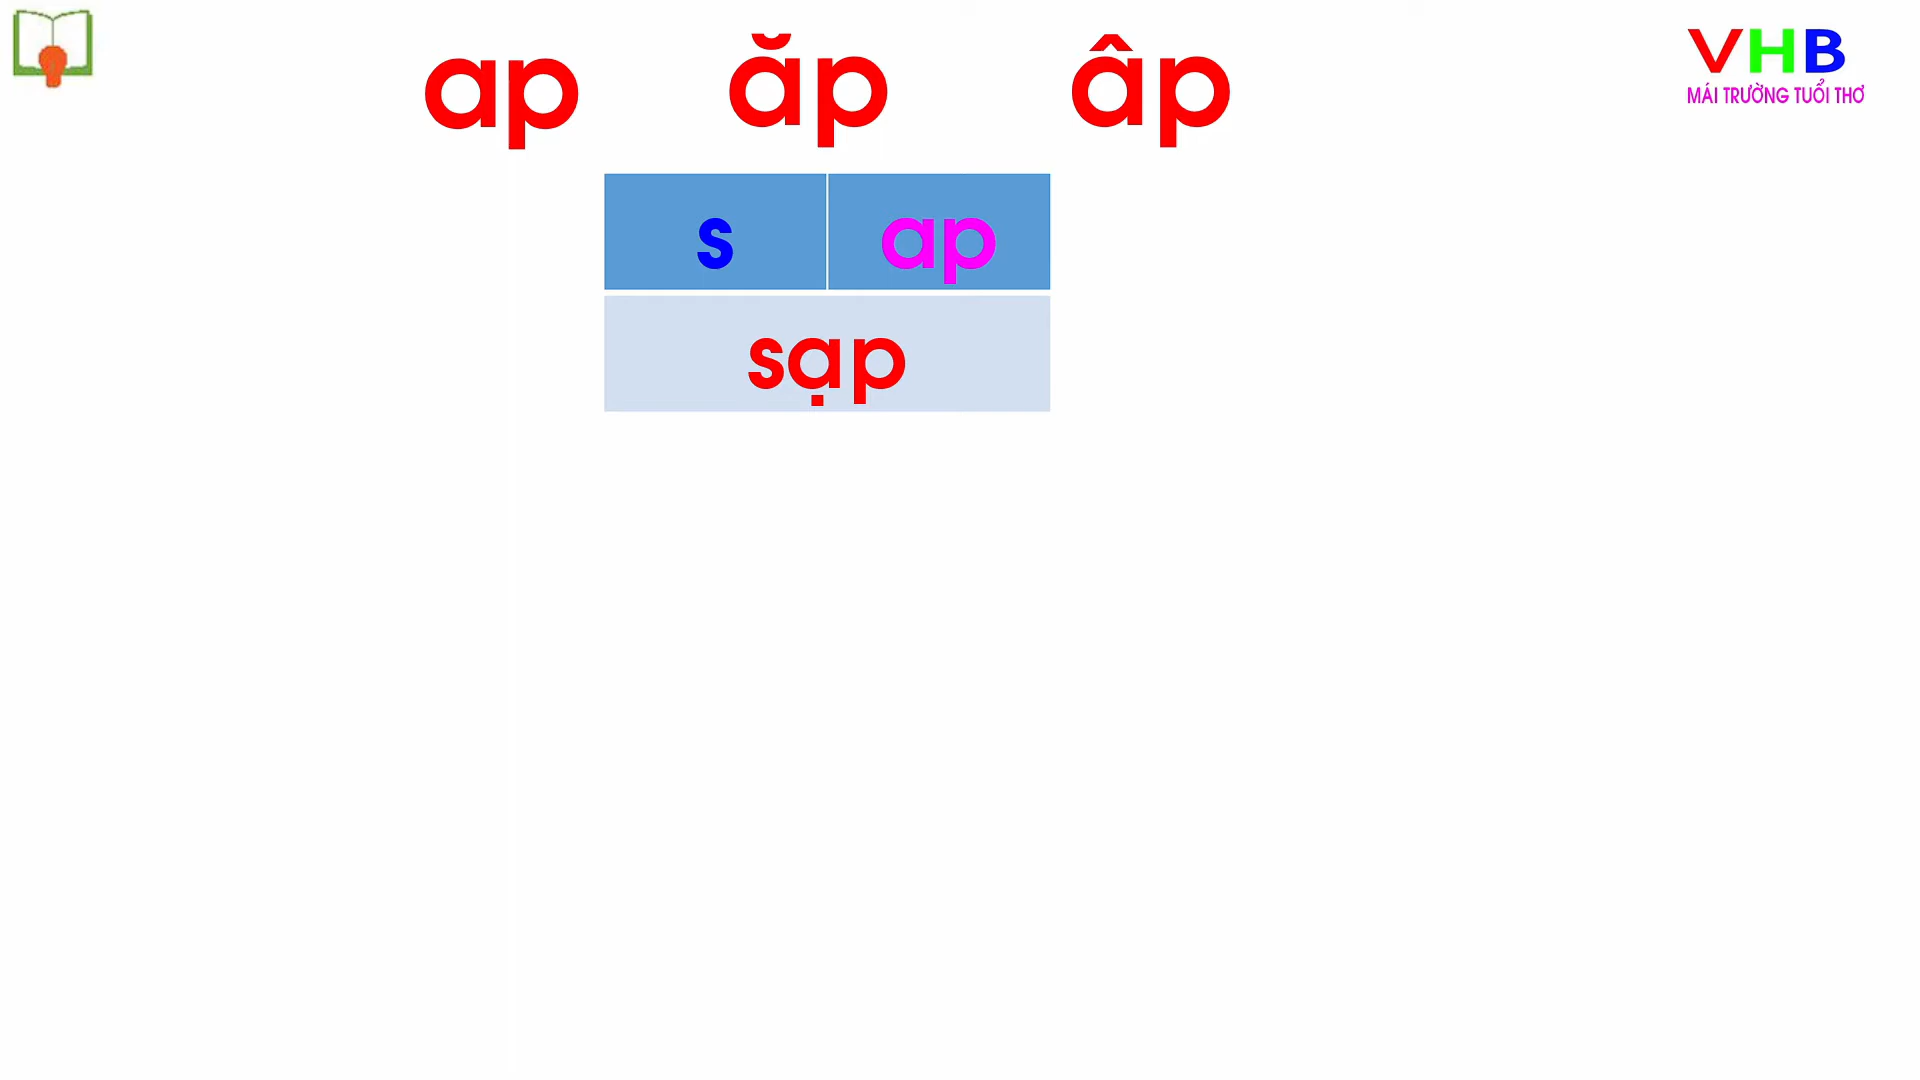 ap ăp âp
VHB
MÁI TRƯỜNG TUỔI THƠ
s ap
sạp